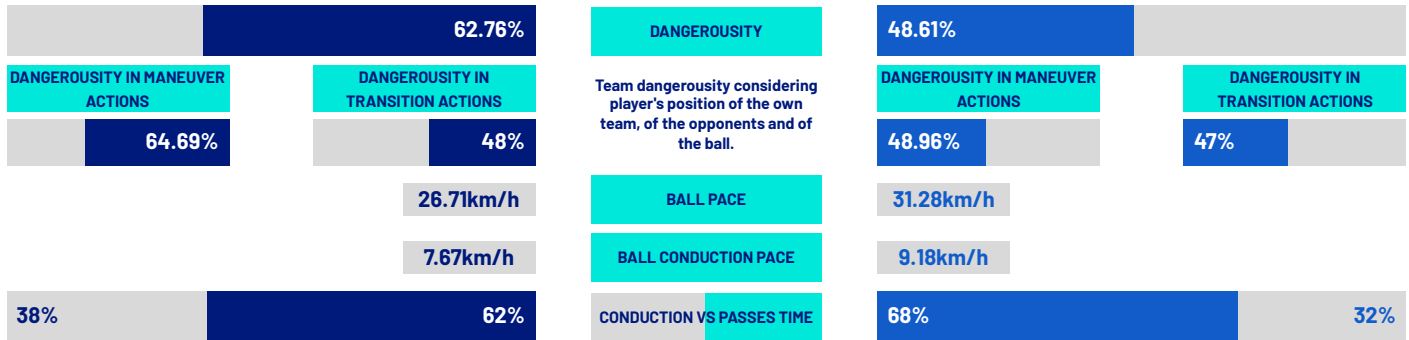 62.76%
DANGEROUSITY
48.61%
DANGEROUSITY IN MANEUVER
ACTIONS
DANGEROUSITY IN
TRANSITION ACTIONS
Team dangerousity considering
player's position of the own
team, of the opponents and of
the ball.
DANGEROUSITY IN MANEUVER
ACTIONS
DANGEROUSITY IN
TRANSITION ACTIONS
64.69%
48%
48.96%
47%
26.71km/h
BALL PACE
31.28km/h
7.67km/h
BALL CONDUCTION PACE
9.18km/h
38%
62%
CONDUCTION VS PASSES TIME
68%
32%